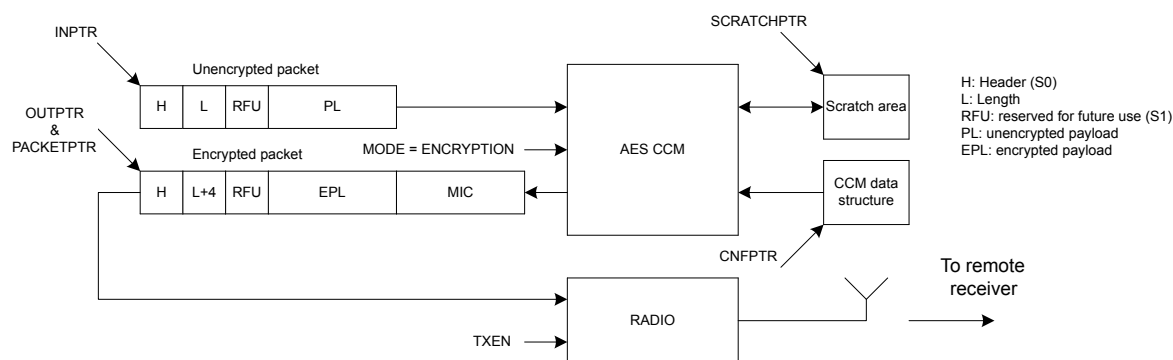 SCRATCHPTR
INPTR
Unencrypted packet
H L RFU PL
OUTPTR
&
PACKETPTR
MODE = ENCRYPTION
AES CCM
Scratch area
H: Header (S0)
L: Length
RFU: reserved for future use (S1)
PL: unencrypted payload
EPL: encrypted payload
Encrypted packet
H L+4 RFU EPL MIC
CCM data
structure
CNFPTR
To remote
receiver
RADIO
TXEN